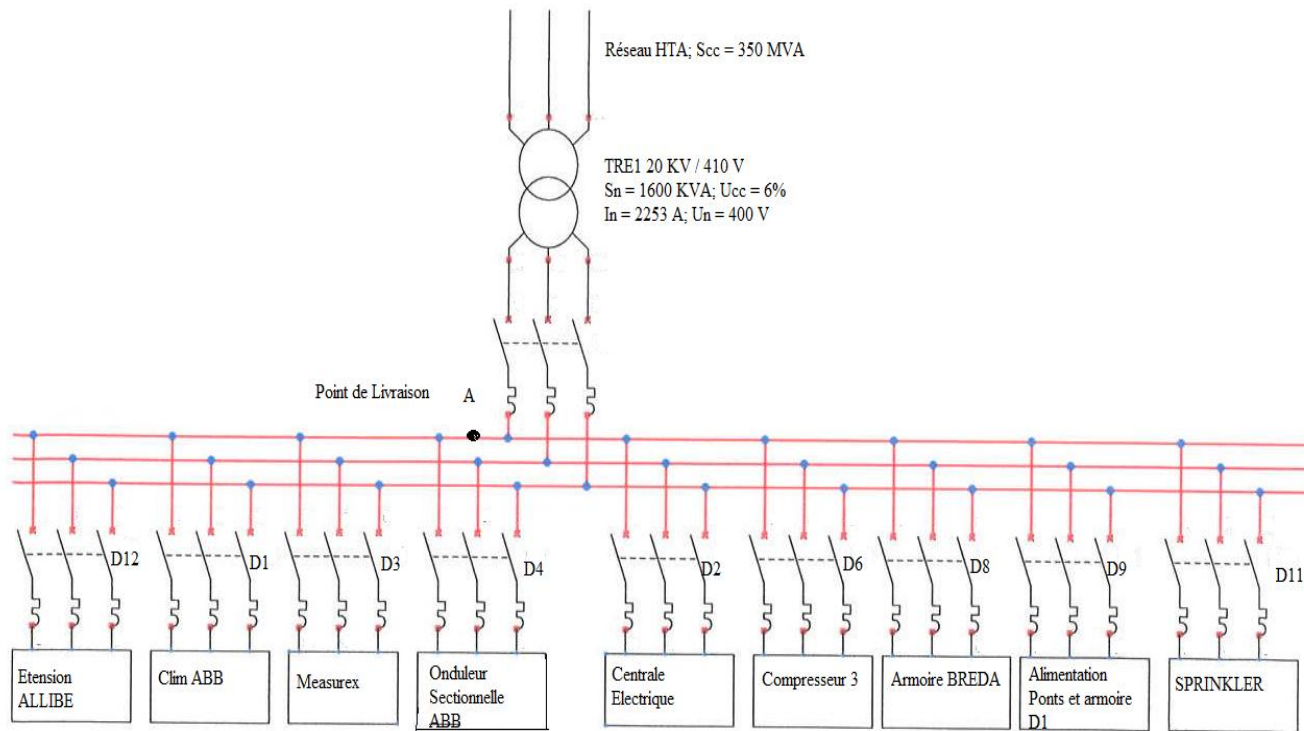 Réseau HTA; Scc = 350 MVA
TRE1 20 KV / 410 V
Sn = 1600 KVA; Ucc = 6%
In = 2253 A; Un = 400 V
Point de Livraison
A
D12
D1
D3
D4
D2
D6
D8
D9
D11
Etension
ALLIBE
Clim ABB
Measurex
Onduleur
Sectionnelle
ABB
Centrale
Electrique
Compresseur 3
Armoire BREDA
Alimentation
Ponts et armoire
D1
SPRINKLER